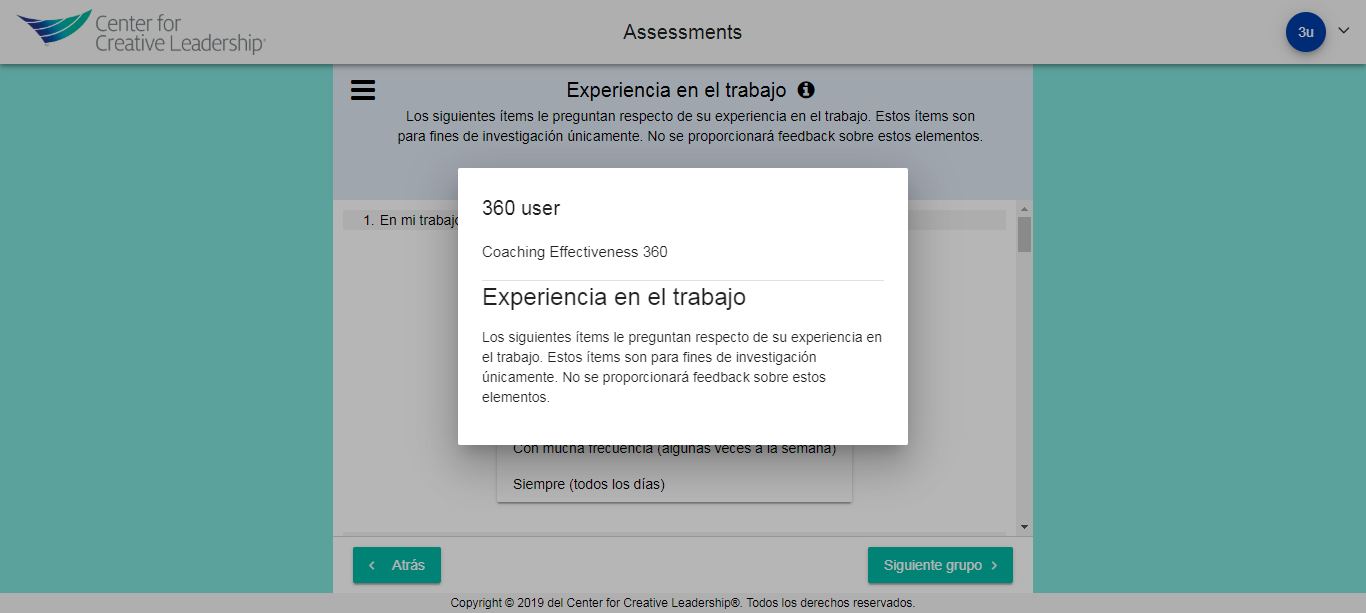 Center for
Creative Leadership®
Assessments
3u
Experiencia en el trabajo
Los siguientes ítems le preguntan respecto de su experiencia en el trabajo. Estos ítems son
para fines de investigación únicamente. No se proporcionará feedback sobre estos elementos.
1. En mi trabajo
360 user
Coaching Effectiveness 360
Experiencia en el trabajo
Los siguientes ítems le preguntan respecto de su experiencia en
el trabajo. Estos ítems son para fines de investigación
únicamente. No se proporcionará feedback sobre estos
elementos.
Con mucha frecuencia (algunas veces a la semana)
Siempre (todos los días)
Atrás
Siguiente grupo
Copyright © 2019 del Center for Creative Leadership®. Todos los derechos reservados.